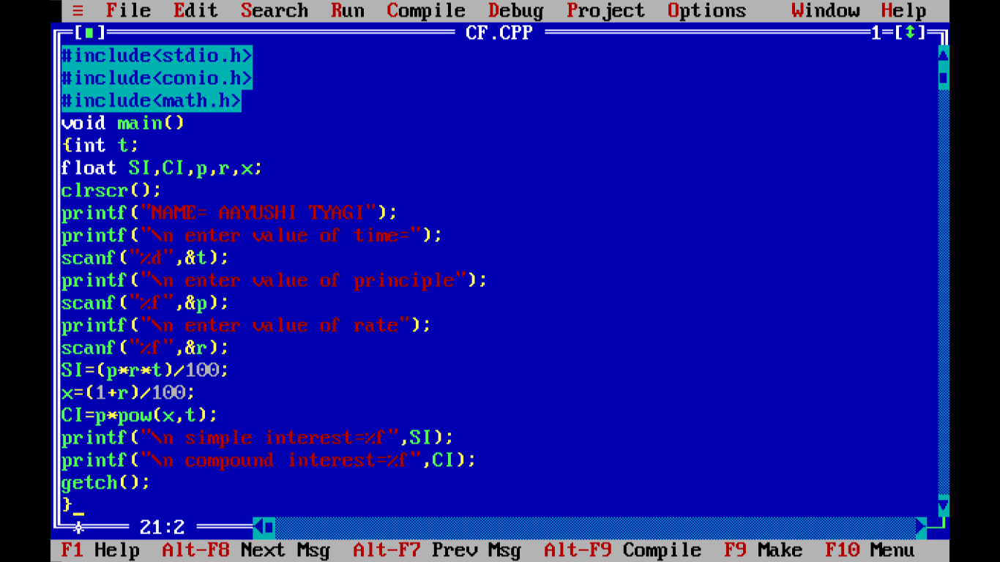 ≡ File Edit Search Run Compile Debug Project Options Window Help
[■] CF.CPP 1=[↕]
#include<stdio.h>
#include<conio.h>
#include<math.h>
void main()
{int t;
float SI,CI,p,r,x;
clrscr();
printf("NAME= AAYUSHI TYAGI");
printf("\n enter value of time=");
scanf("%d",&t);
printf("\n enter value of principle");
scanf("%f",&p);
printf("\n enter value of rate");
scanf("%f",&r);
SI=(p*r*t)/100;
x=(1+r)/100;
CI=p*pow(x,t);
printf("\n simple interest=%f",SI);
printf("\n compound interest=%f",CI);
getch();
}
21:2
F1 Help Alt-F8 Next Msg Alt-F7 Prev Msg Alt-F9 Compile F9 Make F10 Menu